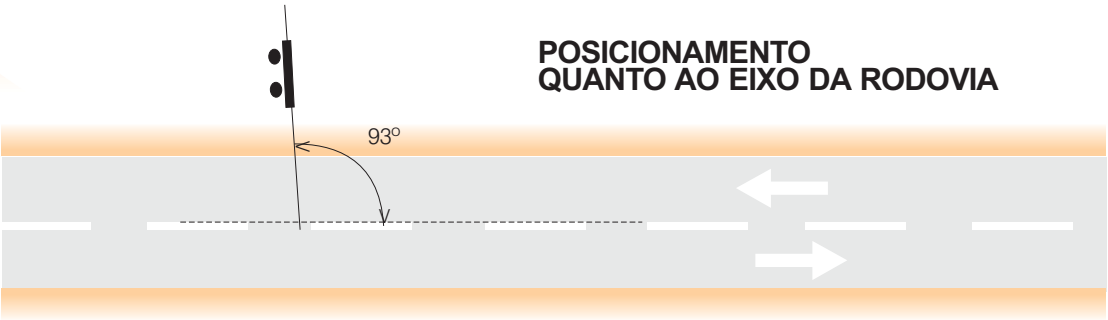 POSICIONAMENTO
QUANTO AO EIXO DA RODOVIA
93º